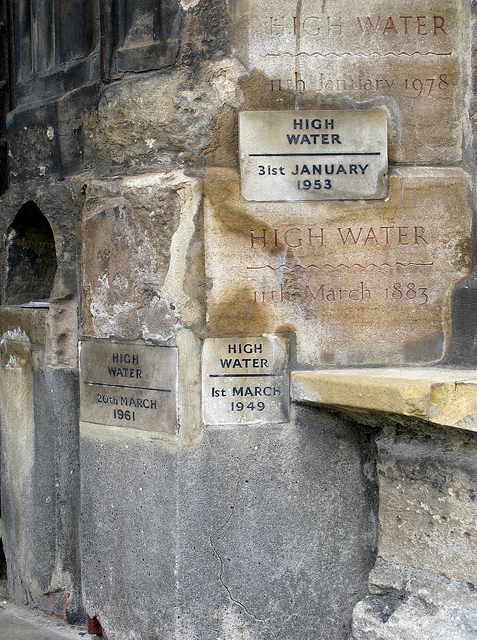 HIGH WATER
11th January 1978
HIGH
WATER
31st JANUARY
1953
HIGH WATER
11th March 1883
HIGH
WATER
20th MARCH
1961
HIGH
WATER
1st MARCH
1949